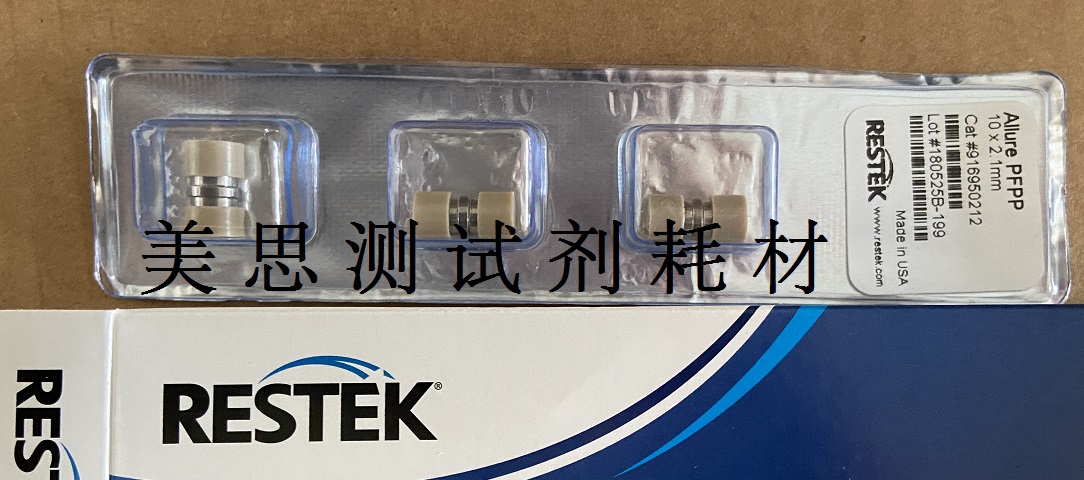 Allure PFPP
10 x 2.1mm
Cat #916950212
Lot #180525B-199
Made in USA
RESTEK www.restek.com
美思测试剂耗材
RESTEK®
REST